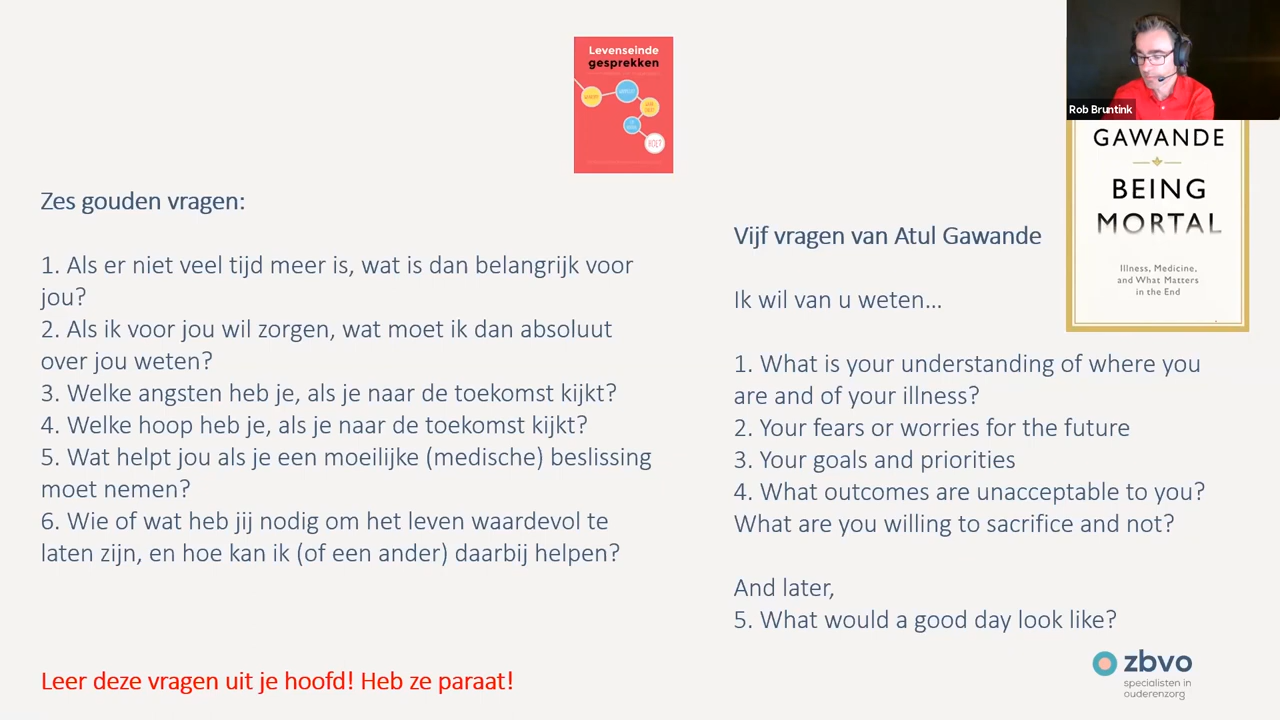 Levenseinde
gesprekken
HOE?
Rob Bruntink
GAWANDE
BEING
MORTAL
Illness, Medicine,
and What Matters
in the End
Zes gouden vragen:
1. Als er niet veel tijd meer is, wat is dan belangrijk voor
jou?
2. Als ik voor jou wil zorgen, wat moet ik dan absoluut
over jou weten?
3. Welke angsten heb je, als je naar de toekomst kijkt?
4. Welke hoop heb je, als je naar de toekomst kijkt?
5. Wat helpt jou als je een moeilijke (medische) beslissing
moet nemen?
6. Wie of wat heb jij nodig om het leven waardevol te
laten zijn, en hoe kan ik (of een ander) daarbij helpen?
Leer deze vragen uit je hoofd! Heb ze paraat!
Vijf vragen van Atul Gawande
Ik wil van u weten...
1. What is your understanding of where you
are and of your illness?
2. Your fears or worries for the future
3. Your goals and priorities
4. What outcomes are unacceptable to you?
What are you willing to sacrifice and not?
And later,
5. What would a good day look like?
zbvo
specialisten in
ouderenzorg